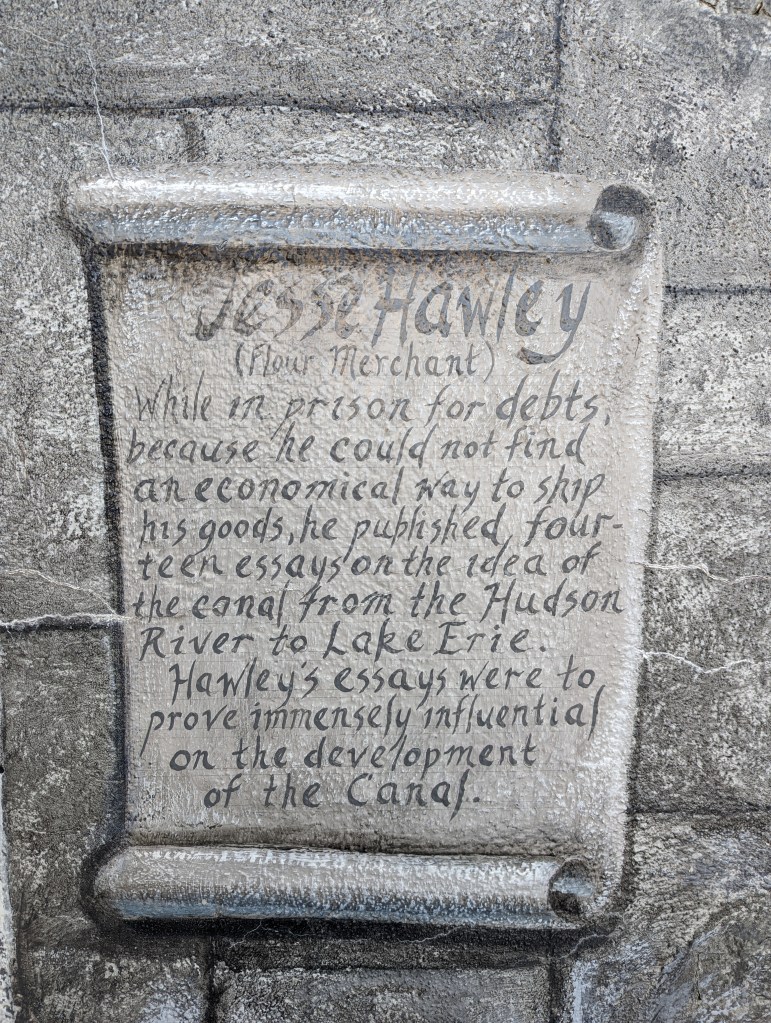 Jesse Hawley
(Flour Merchant)
While in prison for debts,
because he could not find
an economical way to ship
his goods, he published four-
teen essays on the idea of
the canal from the Hudson
River to Lake Erie.
Hawley's essays were to
prove immensely influential
on the development
of the Canal.